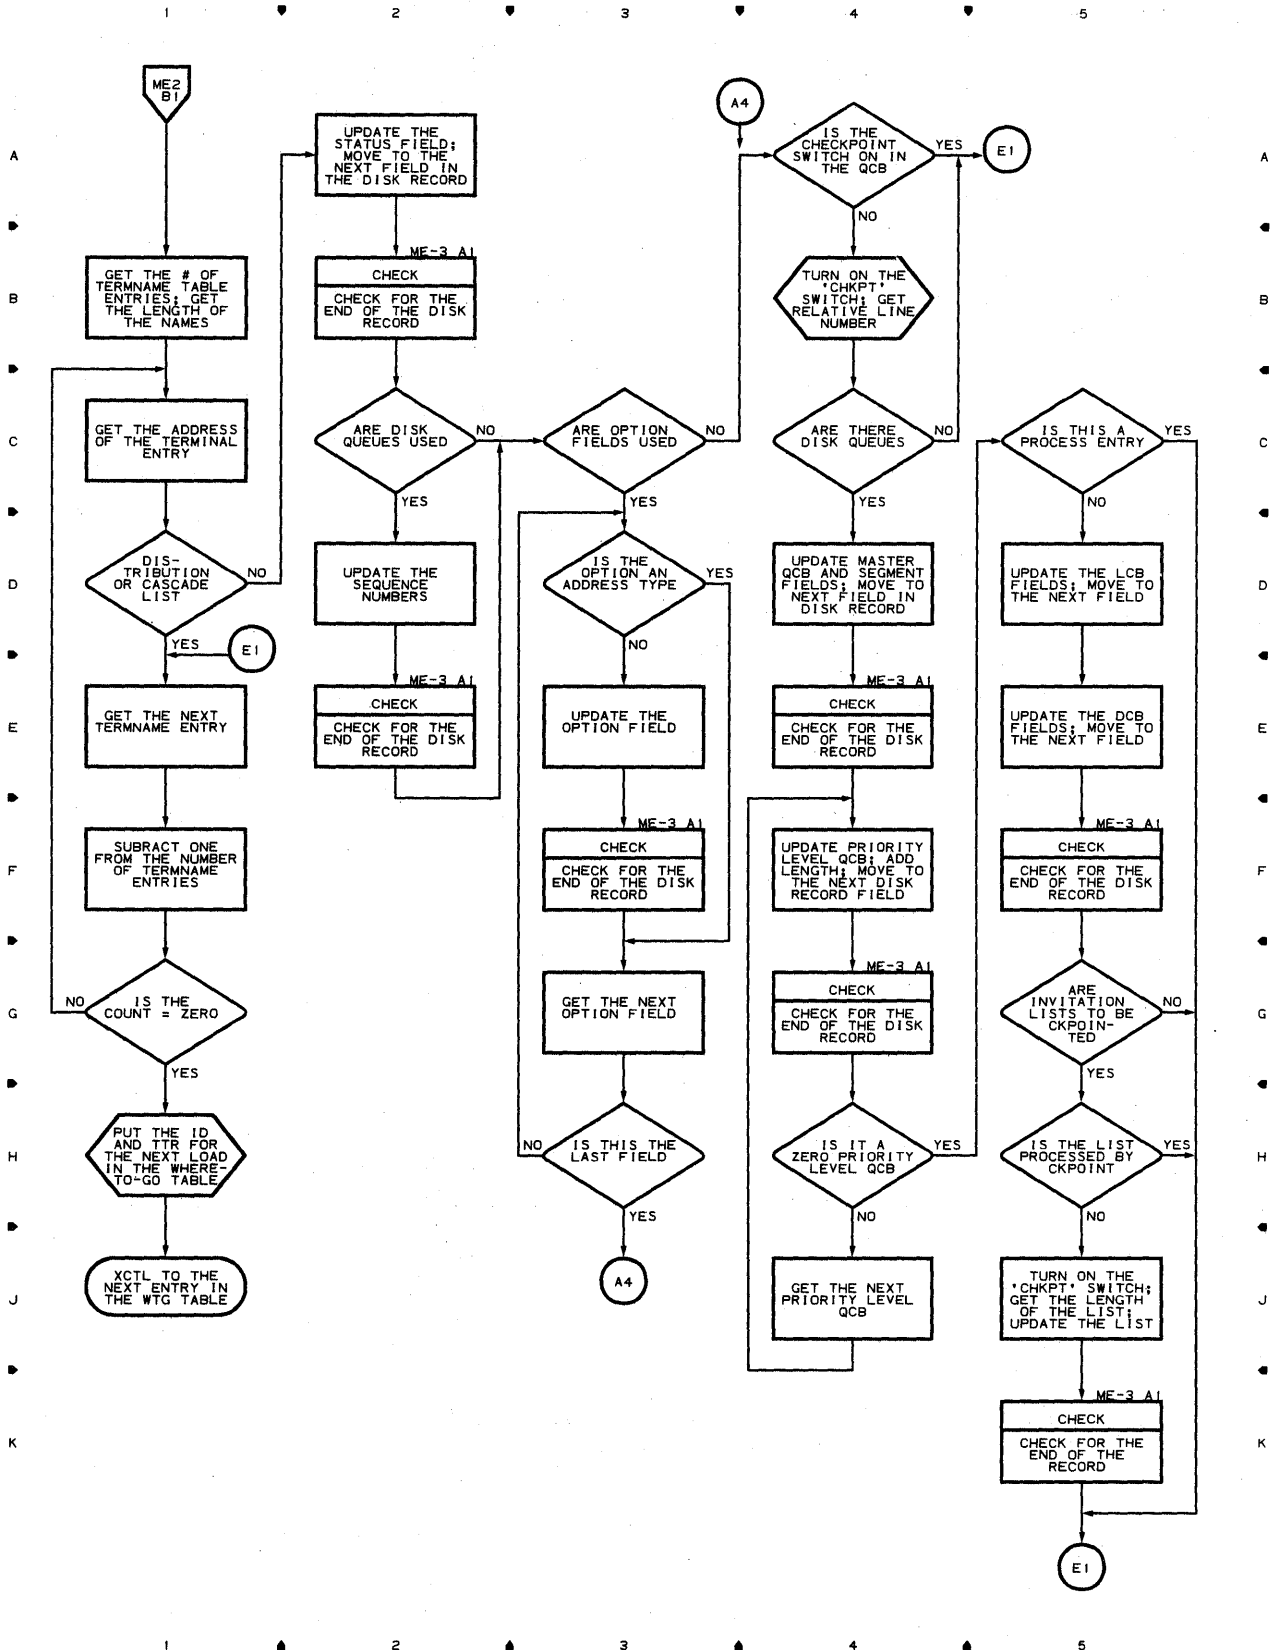 1 2 3 4 5
ME2
B1
A
B
C
D
E
F
G
H
J
K
GET THE # OF
TERMNAME TABLE
ENTRIES; GET
THE LENGTH OF
THE NAMES
GET THE ADDRESS
OF THE TERMINAL
ENTRY
DIS-
TRIBUTION
OR CASCADE
LIST
NO
YES
E1
GET THE NEXT
TERMNAME ENTRY
SUBTRACT ONE
FROM THE NUMBER
OF TERMNAME
ENTRIES
IS THE
COUNT = ZERO
NO
YES
PUT THE ID
AND TTR FOR
THE NEXT LOAD
IN THE WHERE-
TO-GO TABLE
XCTL TO THE
NEXT ENTRY IN
THE WTG TABLE
UPDATE THE
STATUS FIELD;
MOVE TO THE
NEXT FIELD IN
THE DISK RECORD
ME-3 A1
CHECK
CHECK FOR THE
END OF THE DISK
RECORD
ARE DISK
QUEUES USED
NO
YES
UPDATE THE
SEQUENCE
NUMBERS
ME-3 A1
CHECK
CHECK FOR THE
END OF THE DISK
RECORD
ARE OPTION
FIELDS USED
NO
YES
IS THE
OPTION AN
ADDRESS TYPE
YES
NO
UPDATE THE
OPTION FIELD
ME-3 A1
CHECK
CHECK FOR THE
END OF THE DISK
RECORD
GET THE NEXT
OPTION FIELD
IS THIS THE
LAST FIELD
NO
YES
A4
A4
IS THE
CHECKPOINT
SWITCH ON IN
THE QCB
YES
E1
NO
TURN ON THE
'CHKPT'
SWITCH; GET
RELATIVE LINE
NUMBER
ARE THERE
DISK QUEUES
NO
YES
UPDATE MASTER
QCB AND SEGMENT
FIELDS; MOVE TO
NEXT FIELD IN
DISK RECORD
ME-3 A1
CHECK
CHECK FOR THE
END OF THE DISK
RECORD
UPDATE PRIORITY
LEVEL QCB; ADD
LENGTH; MOVE TO
THE NEXT DISK
RECORD FIELD
ME-3 A1
CHECK
CHECK FOR THE
END OF THE DISK
RECORD
IS IT A
ZERO PRIORITY
LEVEL QCB
YES
NO
GET THE NEXT
PRIORITY LEVEL
QCB
IS THIS A
PROCESS ENTRY
YES
NO
UPDATE THE LCB
FIELDS; MOVE TO
THE NEXT FIELD
UPDATE THE DCB
FIELDS; MOVE TO
THE NEXT FIELD
ME-3 A1
CHECK
CHECK FOR THE
END OF THE DISK
RECORD
ARE
INVITATION
LISTS TO BE
CKPOIN-
TED
NO
YES
IS THE LIST
PROCESSED BY
CKPOINT
YES
NO
TURN ON THE
'CHKPT' SWITCH;
GET THE LENGTH
OF THE LIST;
UPDATE THE LIST
ME-3 A1
CHECK
CHECK FOR THE
END OF THE
RECORD
E1
A
B
C
D
E
F
G
H
J
K
1 2 3 4 5